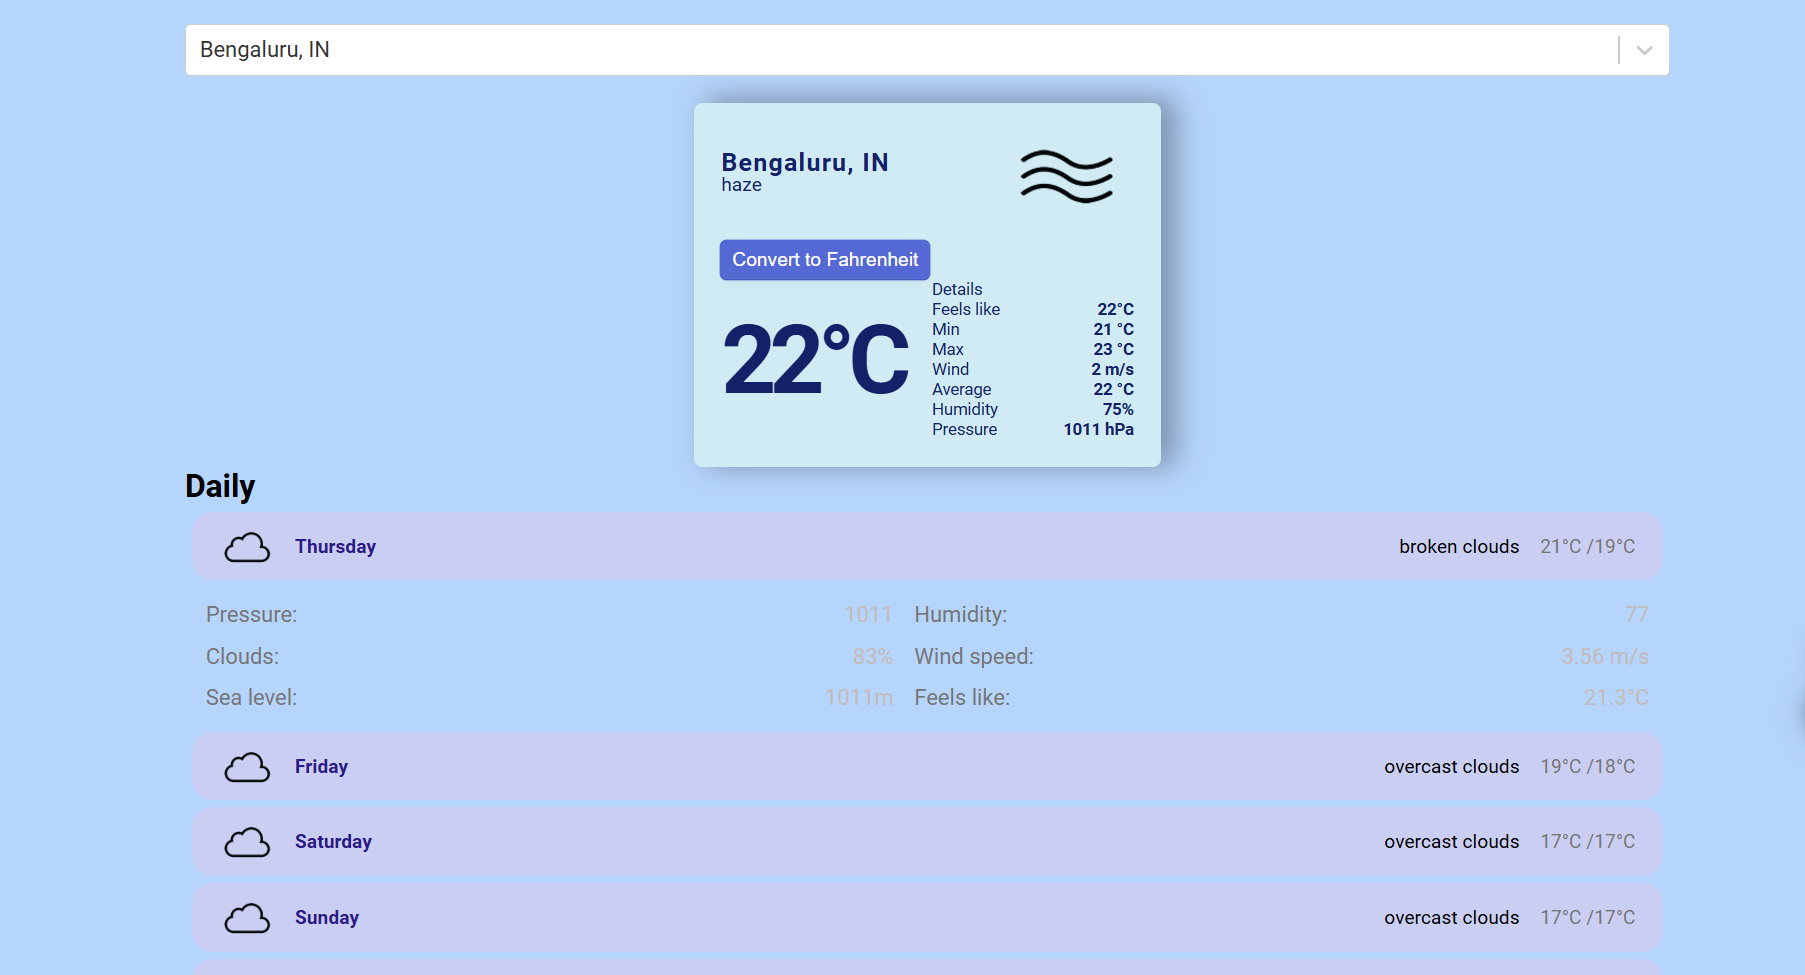 Bengaluru, IN
Bengaluru, IN
haze
Convert to Fahrenheit
22°C
Details
Feels like 22°C
Min 21 °C
Max 23 °C
Wind 2 m/s
Average 22 °C
Humidity 75%
Pressure 1011 hPa
Daily
Thursday broken clouds 21°C /19°C
Pressure: 1011 Humidity: 77
Clouds: 83% Wind speed: 3.56 m/s
Sea level: 1011m Feels like: 21.3°C
Friday overcast clouds 19°C /18°C
Saturday overcast clouds 17°C /17°C
Sunday overcast clouds 17°C /17°C